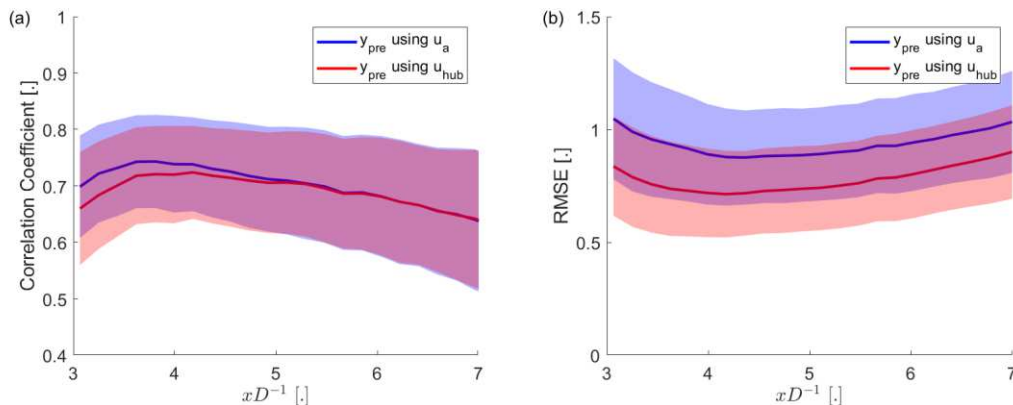 (a)
1
0.9
0.8
0.7
0.6
0.5
0.4
Correlation Coefficient [.]
3 4 5 6 7
xD⁻¹ [.]
y_pre using u_a
y_pre using u_hub
(b)
1.5
1
0.5
0
RMSE [.]
3 4 5 6 7
xD⁻¹ [.]
y_pre using u_a
y_pre using u_hub